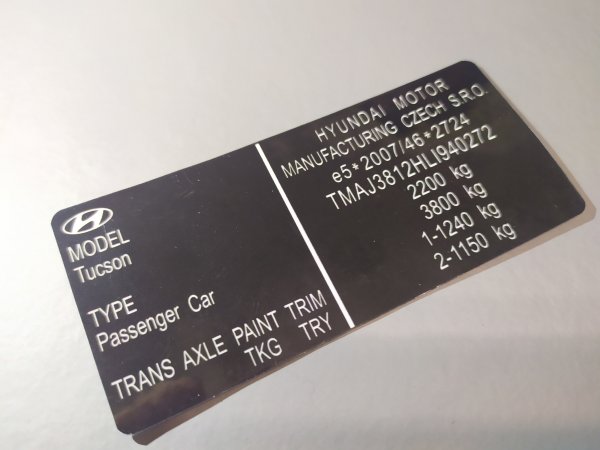 MODEL
Tucson
TYPE
Passenger Car
TRANS AXLE PAINT TRIM
TKG TRY
HYUNDAI MOTOR
MANUFACTURING CZECH S.R.O.
e5*2007/46*2724
TMAJ3812HLI940272
2200 kg
3800 kg
1-1240 kg
2-1150 kg